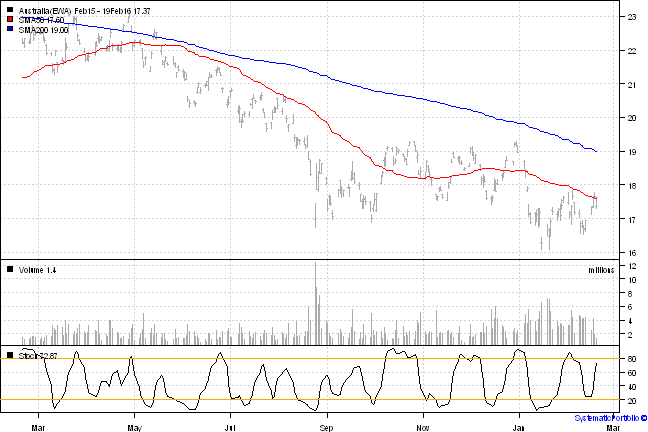 Australia(EWA) Feb15 - 19Feb16 17.37
SMA50 17.60
SMA200 19.00
23
22
21
20
19
18
17
16
Volume 1.4
millions
12
10
8
6
4
2
Stoch 72.87
80
60
40
20
Mar May Jul Sep Nov Jan Mar
SystematicPortfolio ©